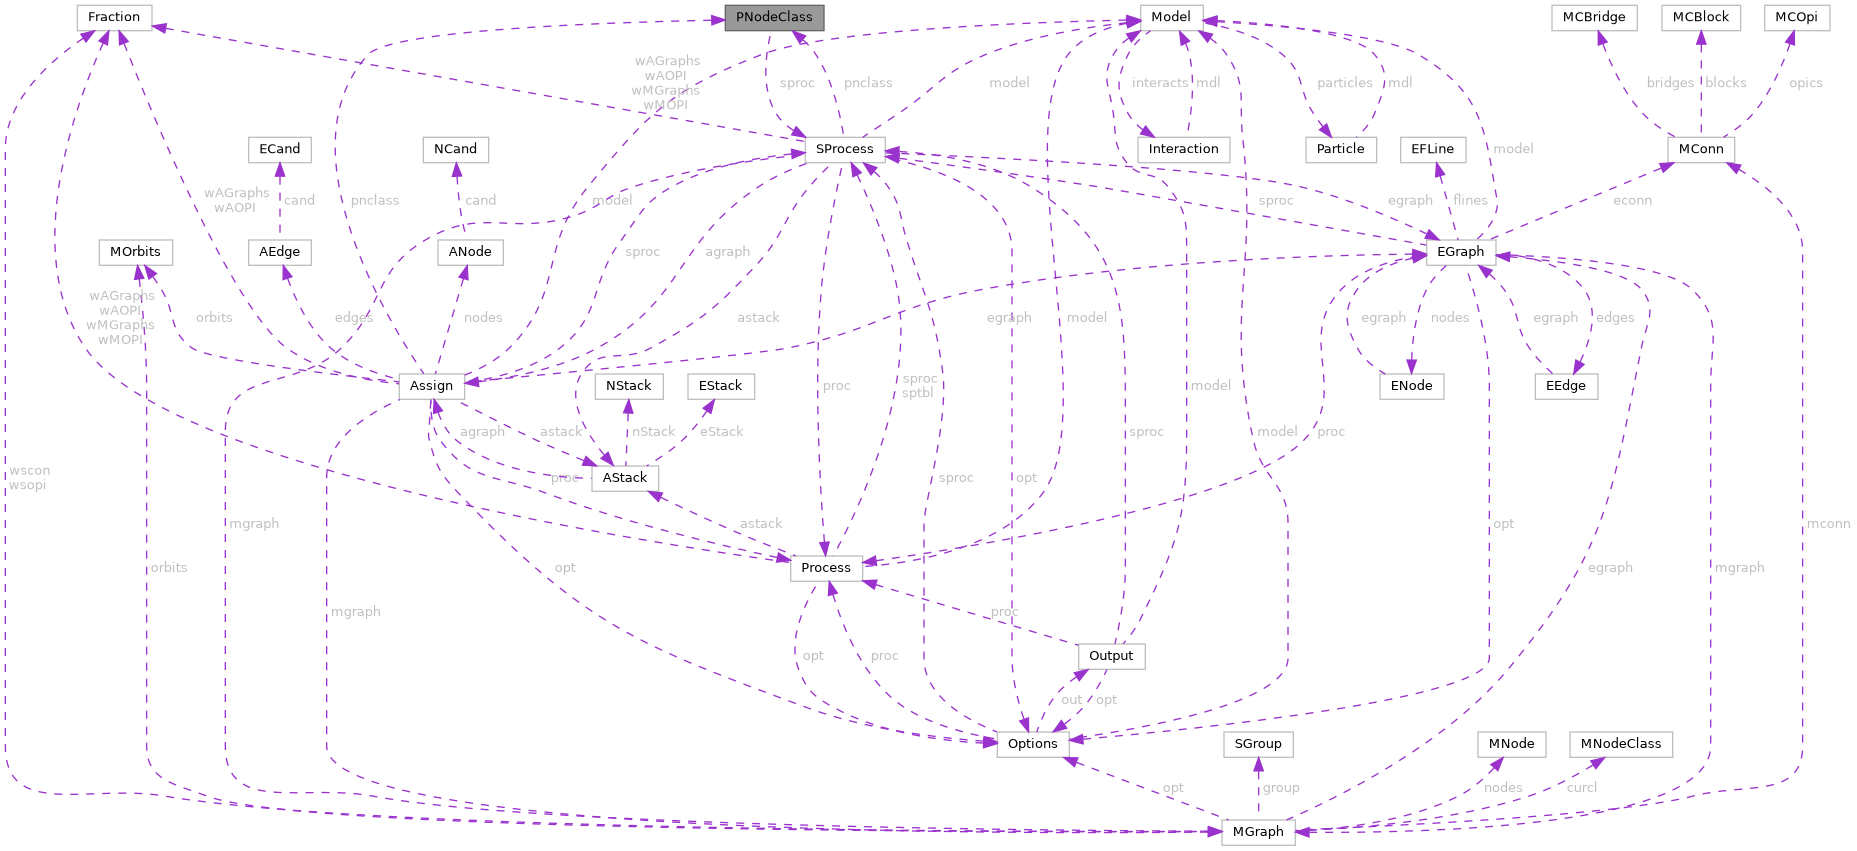 Fraction
PNodeClass
Model
MCBridge
MCBlock
MCOpi
wAGraphs
wAOPI
wMGraphs
wMOPI
sproc
pnclass
model
interacts
mdl
particles
mdl
bridges
blocks
opics
ECand
NCand
SProcess
Interaction
Particle
EFLine
MConn
model
wAGraphs
wAOPI
cand
pnclass
cand
model
sproc
egraph
flines
econn
MOrbits
AEdge
ANode
sproc
agraph
EGraph
wAGraphs
wAOPI
wMGraphs
wMOPI
orbits
edges
nodes
astack
egraph
model
egraph
nodes
egraph
edges
Assign
NStack
EStack
proc
sproc
sptbl
model
ENode
EEdge
agraph
astack
nStack
eStack
sproc
model
proc
wscon
wsopi
proc
AStack
sproc
opt
mgraph
astack
opt
mconn
orbits
opt
Process
egraph
mgraph
mgraph
proc
opt
proc
Output
out
opt
Options
SGroup
MNode
MNodeClass
opt
group
nodes
curcl
MGraph